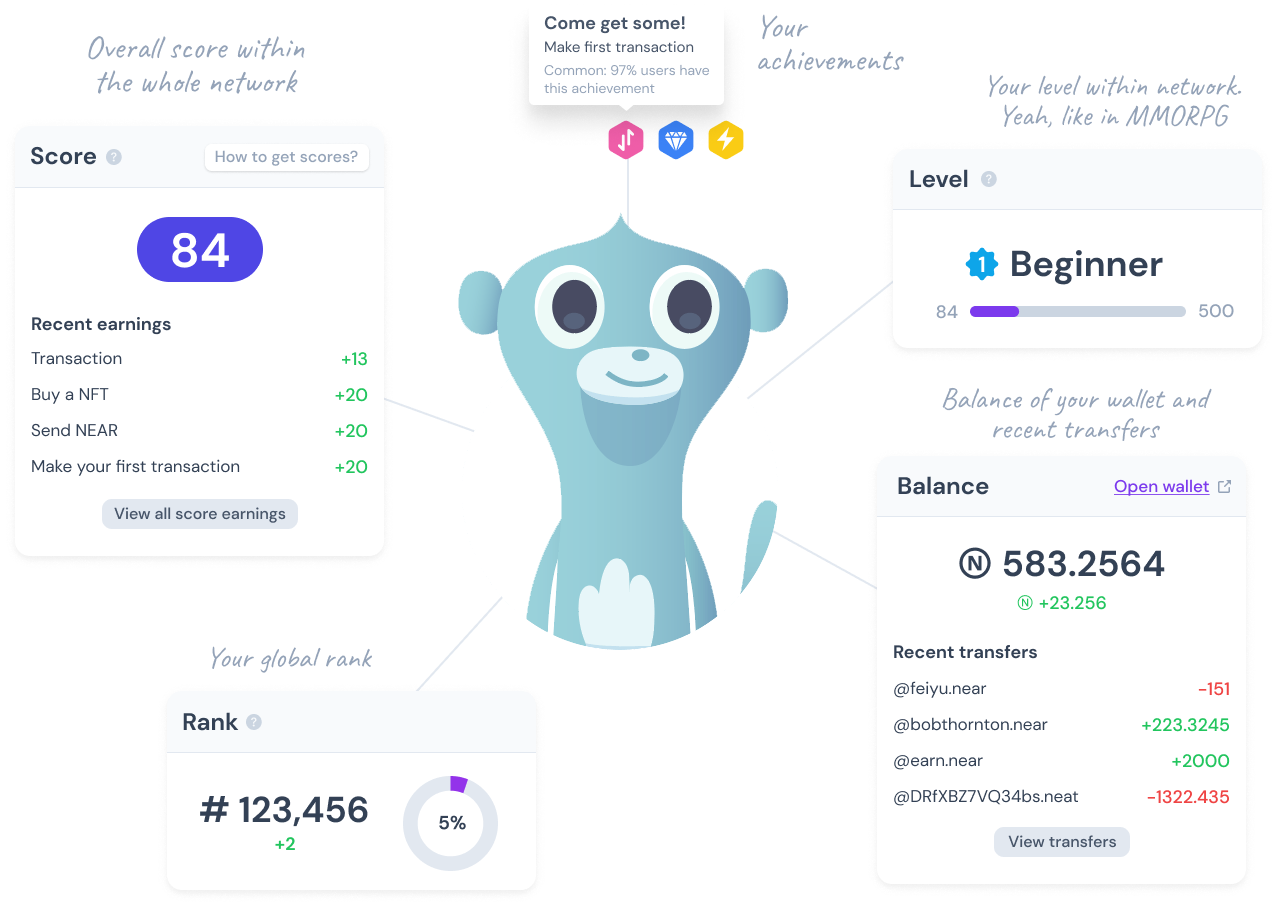 Overall score within
the whole network
Score ?
How to get scores?
84
Recent earnings
Transaction +13
Buy a NFT +20
Send NEAR +20
Make your first transaction +20
View all score earnings
Come get some!
Make first transaction
Common: 97% users have
this achievement
Your
achievements
Your level within network.
Yeah, like in MMORPG
Level ?
1 Beginner
84 500
Balance of your wallet and
recent transfers
Balance Open wallet
N 583.2564
N +23.256
Recent transfers
@feiyu.near -151
@bobthornton.near +223.3245
@earn.near +2000
@DRfXBZ7VQ34bs.neat -1322.435
View transfers
Your global rank
Rank ?
# 123,456
+2
5%